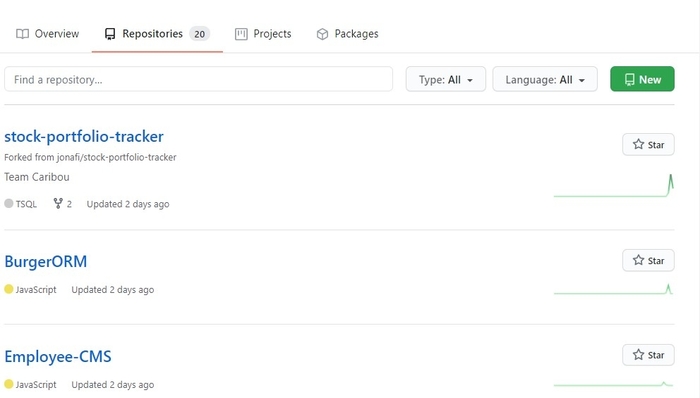 Overview Repositories 20 Projects Packages
Find a repository... Type: All Language: All New
stock-portfolio-tracker
Star
Forked from jonafi/stock-portfolio-tracker
Team Caribou
TSQL 2 Updated 2 days ago
BurgerORM
Star
JavaScript Updated 2 days ago
Employee-CMS
Star
JavaScript Updated 2 days ago